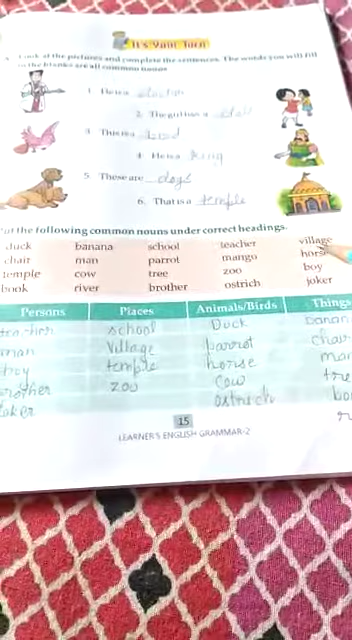 It's Your Turn
Look at the pictures and complete the sentences. The words you will fill
in the blanks are all common nouns
1. He is a doctor
2. The girl has a doll
3. This is a bird
4. He is a King
5. These are dogs
6. That is a temple
ut the following common nouns under correct headings.
duck banana school teacher village
chair man parrot mango horse
temple cow tree zoo boy
book river brother ostrich joker
Persons Places Animals/Birds Things
teacher school Duck banan
man Village parrot chair
boy temple horse man
brother zoo Cow tre
joker ostrich bo
15
LEARNER'S ENGLISH GRAMMAR-2